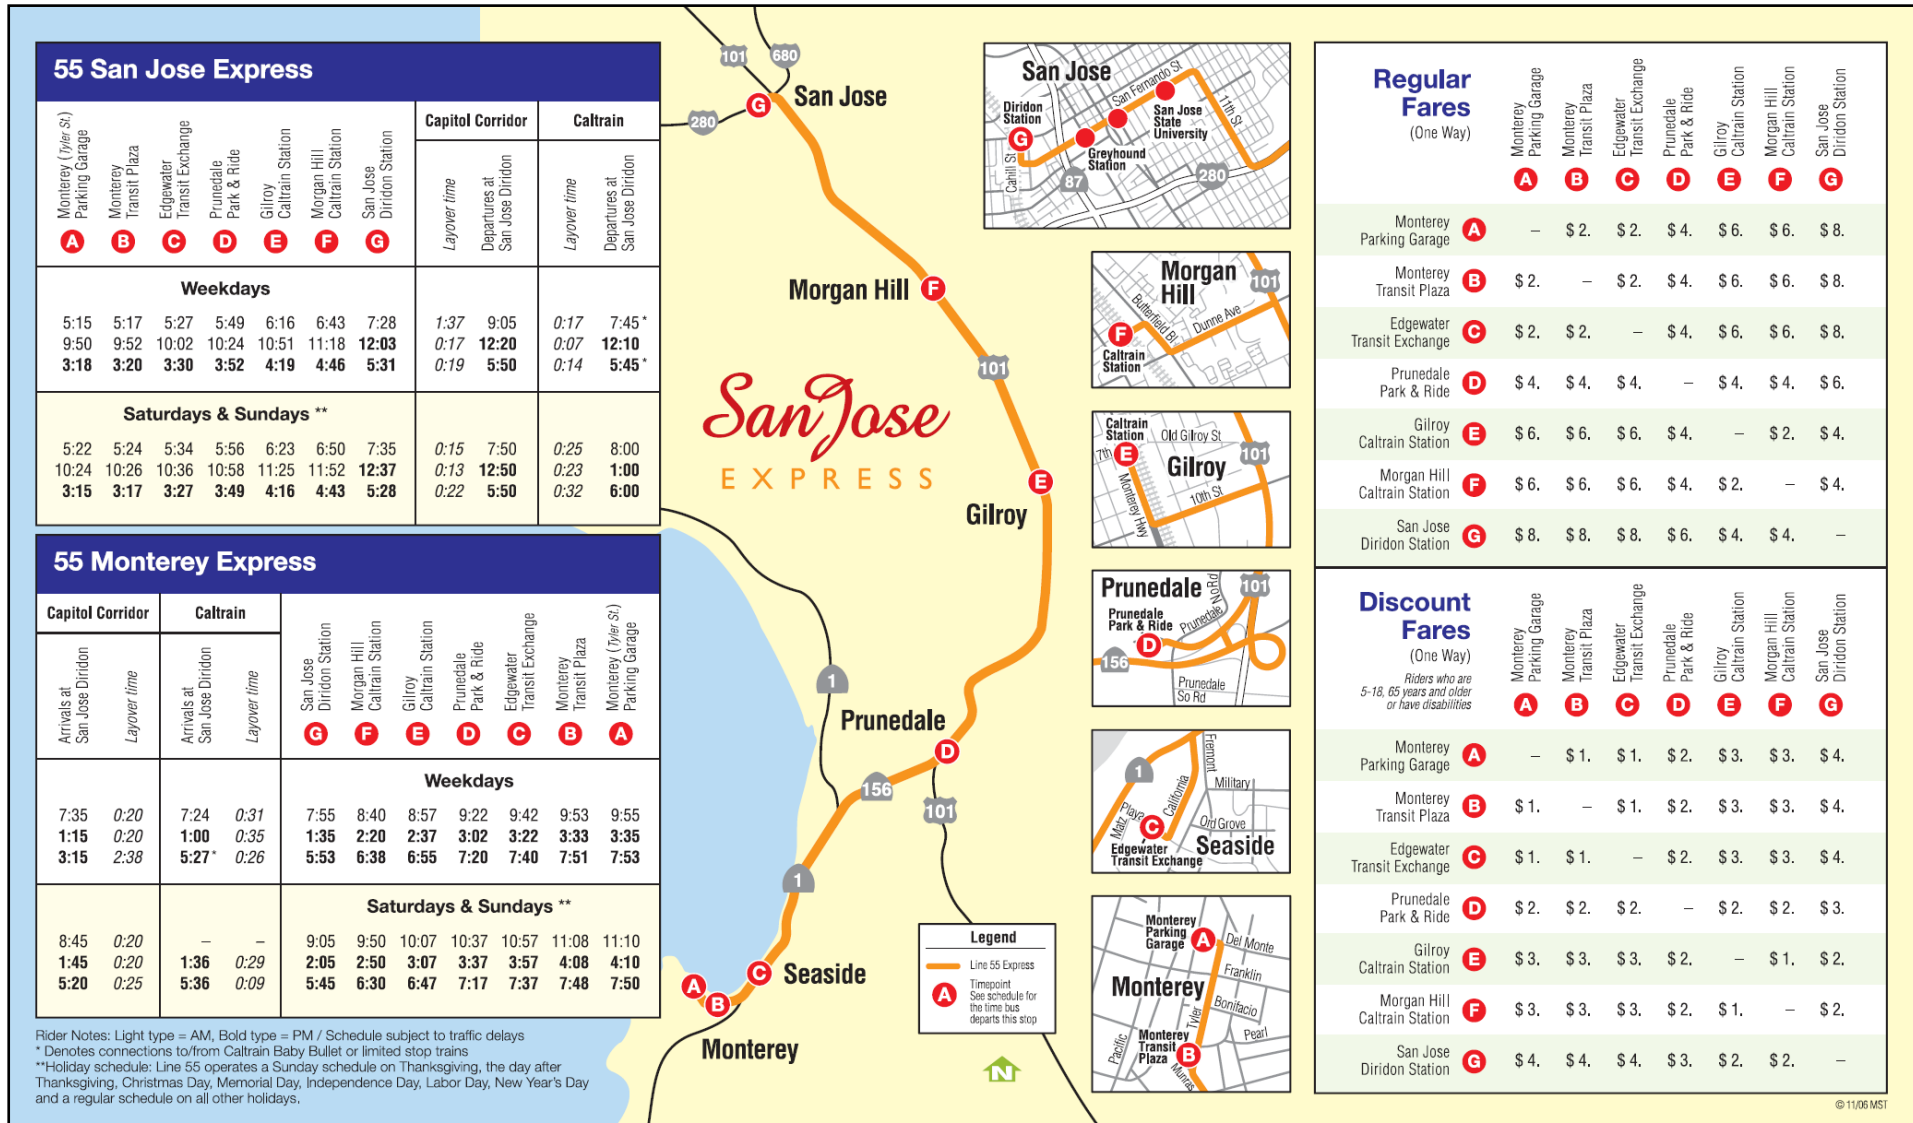 55 San Jose Express
Monterey (Tyler St.) Parking Garage
Monterey Transit Plaza
Edgewater Transit Exchange
Prunedale Park & Ride
Gilroy Caltrain Station
Morgan Hill Caltrain Station
San Jose Diridon Station
Capitol Corridor
Caltrain
Layover time
Departures at San Jose Diridon
Layover time
Departures at San Jose Diridon
A B C D E F G
Weekdays
5:15 5:17 5:27 5:49 6:16 6:43 7:28 1:37 9:05 0:17 7:45*
9:50 9:52 10:02 10:24 10:51 11:18 12:03 0:17 12:20 0:07 12:10
3:18 3:20 3:30 3:52 4:19 4:46 5:31 0:19 5:50 0:14 5:45*
Saturdays & Sundays **
5:22 5:24 5:34 5:56 6:23 6:50 7:35 0:15 7:50 0:25 8:00
10:24 10:26 10:36 10:58 11:25 11:52 12:37 0:13 12:50 0:23 1:00
3:15 3:17 3:27 3:49 4:16 4:43 5:28 0:22 5:50 0:32 6:00
55 Monterey Express
Capitol Corridor
Caltrain
Arrivals at San Jose Diridon
Layover time
Arrivals at San Jose Diridon
Layover time
San Jose Diridon Station
Morgan Hill Caltrain Station
Gilroy Caltrain Station
Prunedale Park & Ride
Edgewater Transit Exchange
Monterey Transit Plaza
Monterey (Tyler St.) Parking Garage
G F E D C B A
Weekdays
7:35 0:20 7:24 0:31 7:55 8:40 8:57 9:22 9:42 9:53 9:55
1:15 0:20 1:00 0:35 1:35 2:20 2:37 3:02 3:22 3:33 3:35
3:15 2:38 5:27* 0:26 5:53 6:38 6:55 7:20 7:40 7:51 7:53
Saturdays & Sundays **
8:45 0:20 – – 9:05 9:50 10:07 10:37 10:57 11:08 11:10
1:45 0:20 1:36 0:29 2:05 2:50 3:07 3:37 3:57 4:08 4:10
5:20 0:25 5:36 0:09 5:45 6:30 6:47 7:17 7:37 7:48 7:50
Rider Notes: Light type = AM, Bold type = PM / Schedule subject to traffic delays
* Denotes connections to/from Caltrain Baby Bullet or limited stop trains
**Holiday schedule: Line 55 operates a Sunday schedule on Thanksgiving, the day after
Thanksgiving, Christmas Day, Memorial Day, Independence Day, Labor Day, New Year's Day
and a regular schedule on all other holidays.
101
680
280
G
San Jose
Morgan Hill
F
101
San Jose
EXPRESS
E
Gilroy
1
Prunedale
D
156
101
1
C
Seaside
A
B
Monterey
Legend
Line 55 Express
A
Timepoint
See schedule for
the time bus
departs this stop
N
San Jose
Diridon
Station
G
Cahill St
San Fernando St
11th St
San Jose
State
University
Greyhound
Station
87
280
Morgan
Hill
101
Butterfield Bl
Dunne Ave
F
Caltrain
Station
Caltrain
Station
E
7th
Old Gilroy St
101
Gilroy
Monterey Hwy
10th St
Prunedale
Prunedale
Park & Ride
D
Prunedale
No Rd
101
156
Prunedale
So Rd
1
Fremont
California
Military
Playa
Matz
C
Ord Grove
Edgewater
Transit Exchange
Seaside
Monterey
Parking
Garage
A
Del Monte
Franklin
Monterey
Bonifacio
Tyler
Pearl
Pacific
Monterey
Transit
Plaza
B
Munras
Regular
Fares
(One Way)
Monterey Parking Garage
Monterey Transit Plaza
Edgewater Transit Exchange
Prunedale Park & Ride
Gilroy Caltrain Station
Morgan Hill Caltrain Station
San Jose Diridon Station
A B C D E F G
Monterey Parking Garage A – $2. $2. $4. $6. $6. $8.
Monterey Transit Plaza B $2. – $2. $4. $6. $6. $8.
Edgewater Transit Exchange C $2. $2. – $4. $6. $6. $8.
Prunedale Park & Ride D $4. $4. $4. – $4. $4. $6.
Gilroy Caltrain Station E $6. $6. $6. $4. – $2. $4.
Morgan Hill Caltrain Station F $6. $6. $6. $4. $2. – $4.
San Jose Diridon Station G $8. $8. $8. $6. $4. $4. –
Discount
Fares
(One Way)
Riders who are
5-18, 65 years and older
or have disabilities
Monterey Parking Garage
Monterey Transit Plaza
Edgewater Transit Exchange
Prunedale Park & Ride
Gilroy Caltrain Station
Morgan Hill Caltrain Station
San Jose Diridon Station
A B C D E F G
Monterey Parking Garage A – $1. $1. $2. $3. $3. $4.
Monterey Transit Plaza B $1. – $1. $2. $3. $3. $4.
Edgewater Transit Exchange C $1. $1. – $2. $3. $3. $4.
Prunedale Park & Ride D $2. $2. $2. – $2. $2. $3.
Gilroy Caltrain Station E $3. $3. $3. $2. – $1. $2.
Morgan Hill Caltrain Station F $3. $3. $3. $2. $1. – $2.
San Jose Diridon Station G $4. $4. $4. $3. $2. $2. –
© 11/06 MST